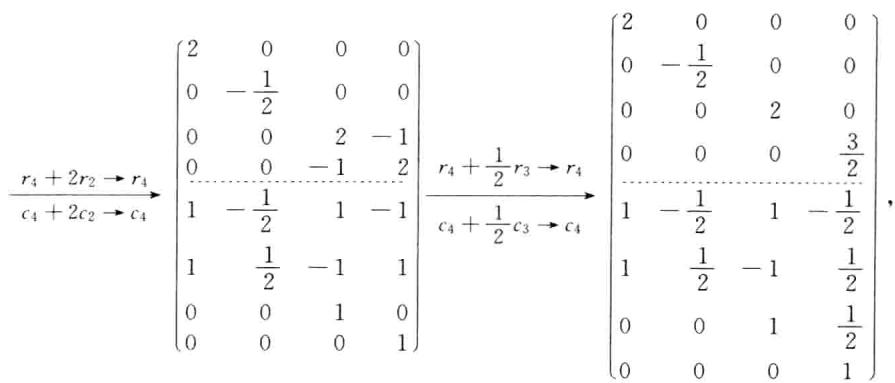 $$\xrightarrow[c_4+2c_2\to c_4]{r_4+2r_2\to r_4}
\begin{pmatrix}
2 & 0 & 0 & 0\\
0 & -\frac{1}{2} & 0 & 0\\
0 & 0 & 2 & -1\\
0 & 0 & -1 & 2\\
\hdashline
1 & -\frac{1}{2} & 1 & -1\\
1 & \frac{1}{2} & -1 & 1\\
0 & 0 & 1 & 0\\
0 & 0 & 0 & 1
\end{pmatrix}
\xrightarrow[c_4+\frac{1}{2}c_3\to c_4]{r_4+\frac{1}{2}r_3\to r_4}
\begin{pmatrix}
2 & 0 & 0 & 0\\
0 & -\frac{1}{2} & 0 & 0\\
0 & 0 & 2 & 0\\
0 & 0 & 0 & \frac{3}{2}\\
\hdashline
1 & -\frac{1}{2} & 1 & -\frac{1}{2}\\
1 & \frac{1}{2} & -1 & \frac{1}{2}\\
0 & 0 & 1 & \frac{1}{2}\\
0 & 0 & 0 & 1
\end{pmatrix},$$